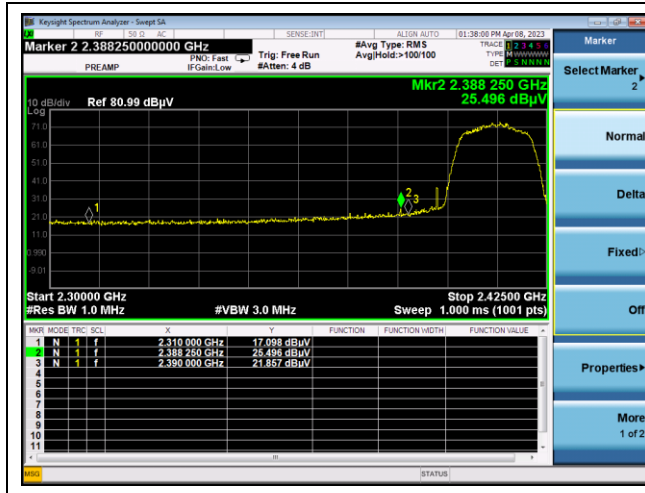 Keysight Spectrum Analyzer - Swept SA
RF 50 Ω AC SENSE:INT ALIGN AUTO 01:38:00 PM Apr 08, 2023
Marker 2 2.388250000000 GHz
#Avg Type: RMS
Avg|Hold:>100/100
PREAMP
PNO: Fast
IFGain:Low
Trig: Free Run
#Atten: 4 dB
TRACE 1 2 3 4 5 6
TYPE M WWWWW
DET P S N N N N
Mkr2 2.388 250 GHz
25.496 dBµV
10 dB/div Ref 80.99 dBµV
Log
71.0
61.0
51.0
41.0
31.0
21.0
11.0
0.990
-9.01
1
2
3
Start 2.30000 GHz
Stop 2.42500 GHz
#Res BW 1.0 MHz #VBW 3.0 MHz Sweep 1.000 ms (1001 pts)
MKR MODE TRC SCL X Y FUNCTION FUNCTION WIDTH FUNCTION VALUE
1 N 1 f 2.310 000 GHz 17.098 dBµV
2 N 1 f 2.388 250 GHz 25.496 dBµV
3 N 1 f 2.390 000 GHz 21.857 dBµV
4
5
6
7
8
9
10
11
MSG STATUS
Marker
Select Marker
2
Normal
Delta
Fixed
Off
Properties
More
1 of 2